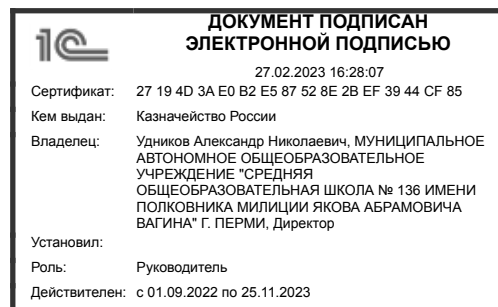 1С
ДОКУМЕНТ ПОДПИСАН
ЭЛЕКТРОННОЙ ПОДПИСЬЮ
27.02.2023 16:28:07
Сертификат: 27 19 4D 3A E0 B2 E5 87 52 8E 2B EF 39 44 CF 85
Кем выдан: Казначейство России
Владелец: Удников Александр Николаевич, МУНИЦИПАЛЬНОЕ
АВТОНОМНОЕ ОБЩЕОБРАЗОВАТЕЛЬНОЕ
УЧРЕЖДЕНИЕ "СРЕДНЯЯ
ОБЩЕОБРАЗОВАТЕЛЬНАЯ ШКОЛА № 136 ИМЕНИ
ПОЛКОВНИКА МИЛИЦИИ ЯКОВА АБРАМОВИЧА
ВАГИНА" Г. ПЕРМИ, Директор
Установил:
Роль: Руководитель
Действителен: с 01.09.2022 по 25.11.2023